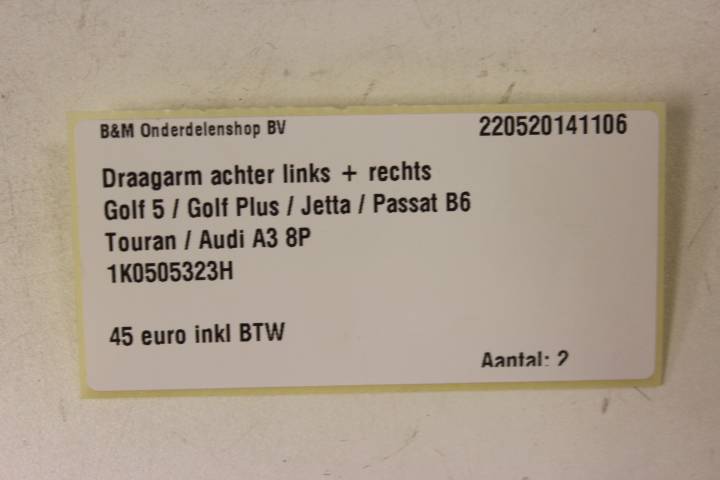 B&M Onderdelenshop BV 220520141106
Draagarm achter links + rechts
Golf 5 / Golf Plus / Jetta / Passat B6
Touran / Audi A3 8P
1K0505323H
45 euro inkl BTW
Aantal: 2